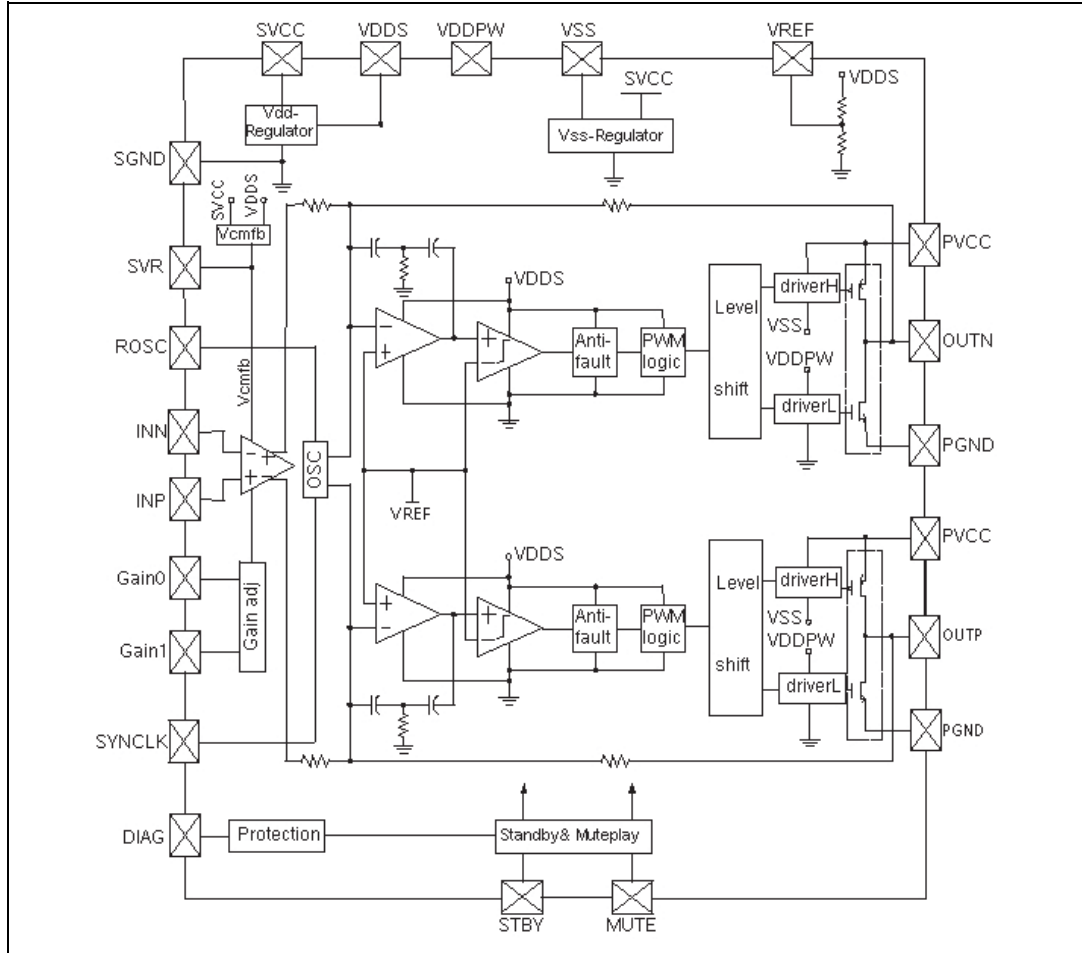 SVCC
VDDS
VDDPW
VSS
VREF
SVCC
VDDS
Vdd-
Regulator
Vss-Regulator
SGND
SVCC
VDDS
Vcmfb
SVR
PVCC
VDDS
Level
shift
driverH
VSS
VDDPW
driverL
ROSC
OUTN
Anti-
fault
PWM
logic
Vcmfb
INN
OSC
PGND
INP
VREF
PVCC
VDDS
Level
shift
driverH
VSS
VDDPW
driverL
Gain0
Gain adj
Anti-
fault
PWM
logic
Gain1
OUTP
SYNCLK
PGND
DIAG
Protection
Standby& Muteplay
STBY
MUTE